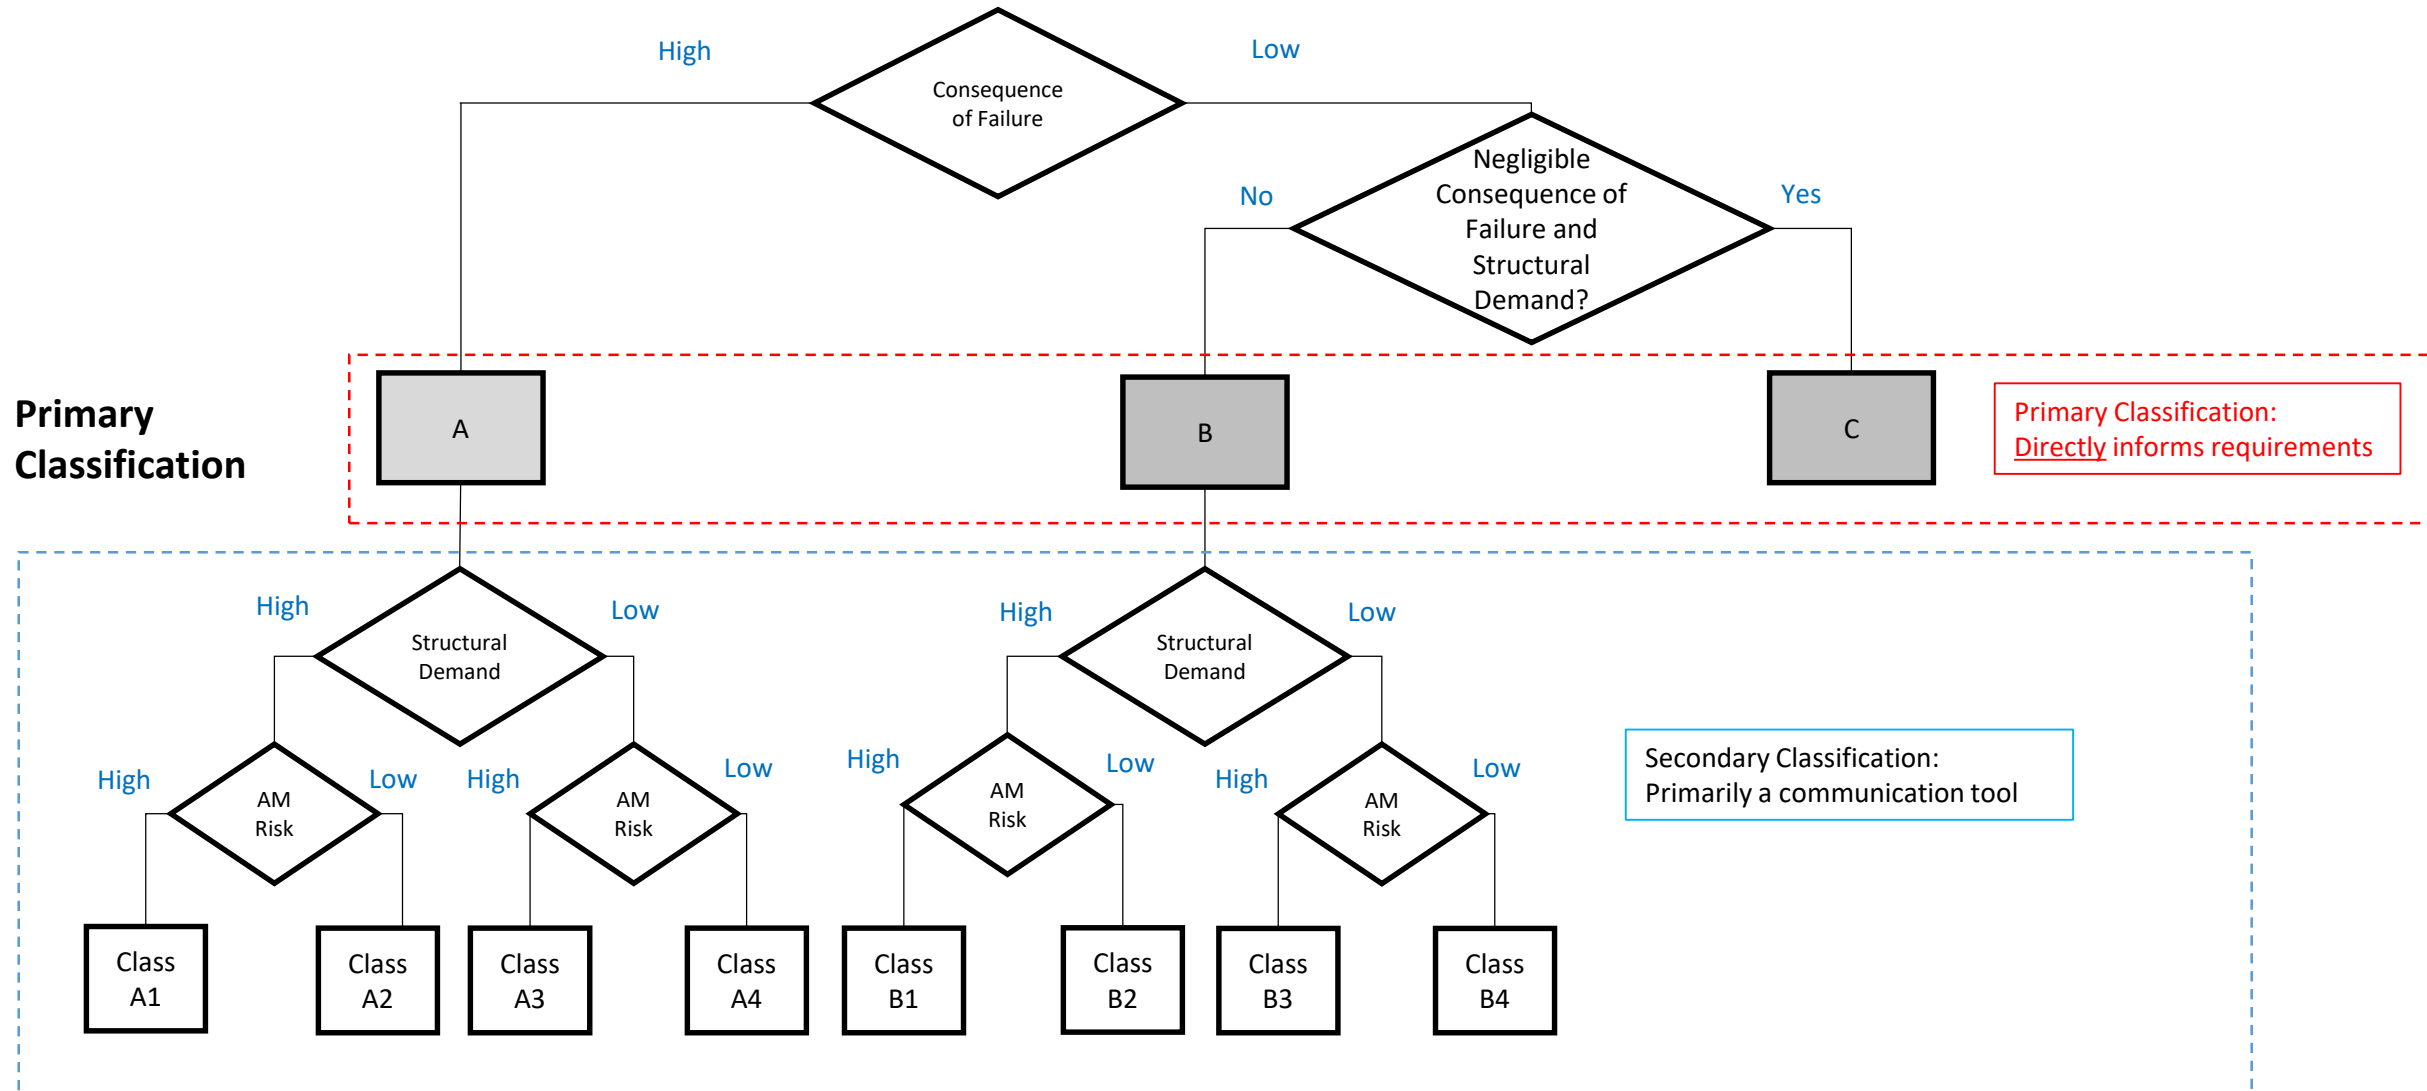 High
Low
Consequence
of Failure
Negligible
Consequence of
Failure and
Structural
Demand?
No
Yes
Primary
Classification
A
B
C
Primary Classification:
Directly informs requirements
High
Low
Structural
Demand
High
Low
Structural
Demand
High
Low
AM
Risk
High
Low
AM
Risk
High
Low
AM
Risk
High
Low
AM
Risk
Secondary Classification:
Primarily a communication tool
Class
A1
Class
A2
Class
A3
Class
A4
Class
B1
Class
B2
Class
B3
Class
B4